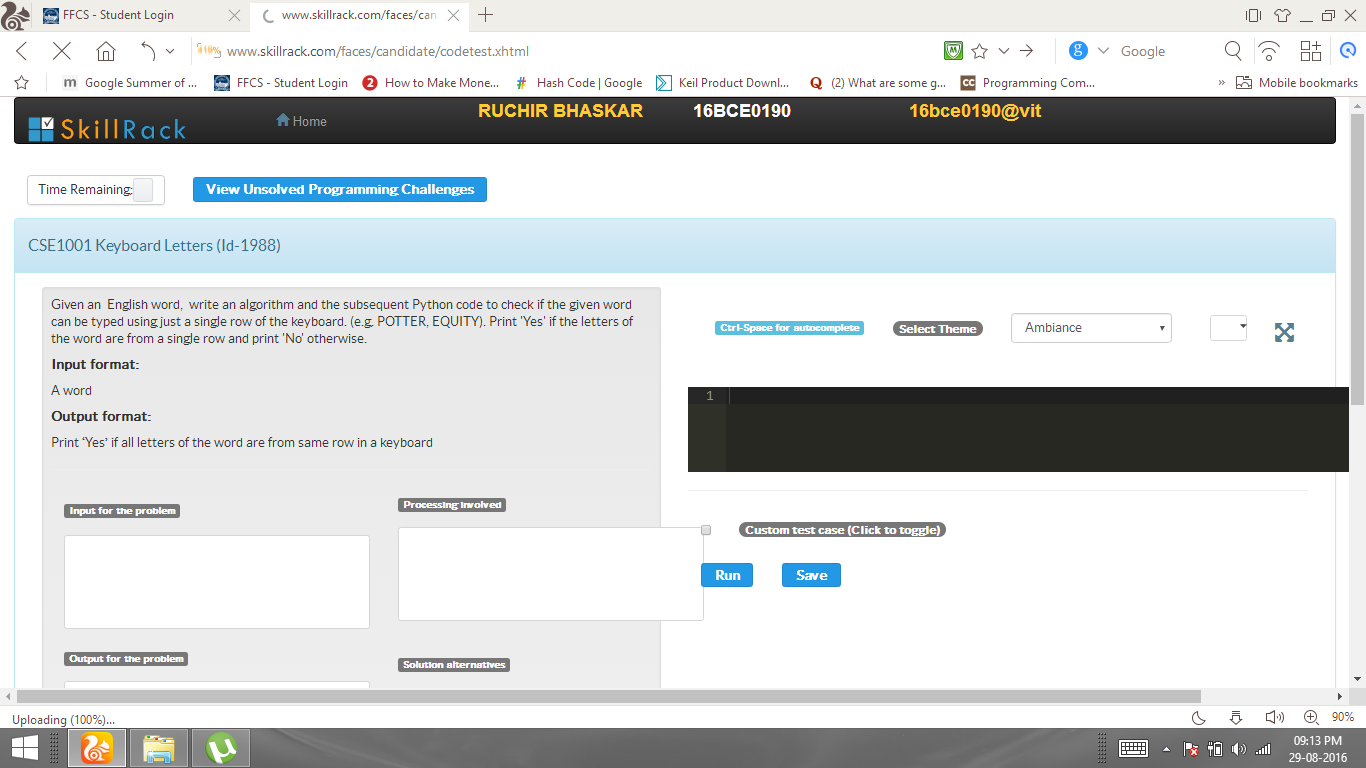 FFCS - Student Login
www.skillrack.com/faces/can
www.skillrack.com/faces/candidate/codetest.xhtml
Google
Google Summer of ...
FFCS - Student Login
How to Make Mone...
Hash Code | Google
Keil Product Downl...
(2) What are some g...
Programming Com...
»
Mobile bookmarks
SkillRack
Home
RUCHIR BHASKAR
16BCE0190
16bce0190@vit
Time Remaining:
View Unsolved Programming Challenges
CSE1001 Keyboard Letters (Id-1988)
Given an English word, write an algorithm and the subsequent Python code to check if the given word
can be typed using just a single row of the keyboard. (e.g. POTTER, EQUITY). Print 'Yes' if the letters of
the word are from a single row and print 'No' otherwise.
Input format:
A word
Output format:
Print ‘Yes’ if all letters of the word are from same row in a keyboard
Input for the problem
Processing involved
Output for the problem
Solution alternatives
Ctrl-Space for autocomplete
Select Theme
Ambiance
1
Custom test case (Click to toggle)
Run
Save
Uploading (100%)...
90%
09:13 PM
29-08-2016